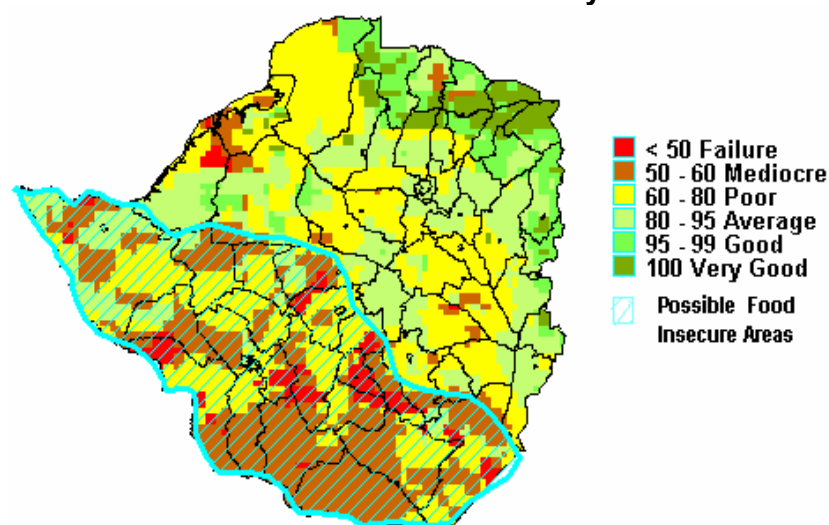 y
< 50 Failure
50 - 60 Mediocre
60 - 80 Poor
80 - 95 Average
95 - 99 Good
100 Very Good
Possible Food
Insecure Areas